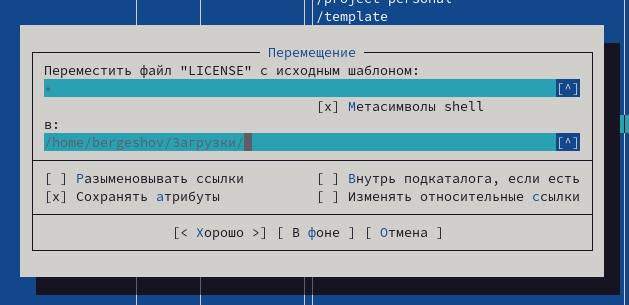 /project personal
/template
Перемещение
Переместить файл "LICENSE" с исходным шаблоном:
* [^]
[x] Метасимволы shell
в:
/home/bergeshov/Загрузки/ [^]
[ ] Разыменовывать ссылки [ ] Внутрь подкаталога, если есть
[x] Сохранять атрибуты [ ] Изменять относительные ссылки
[< Хорошо >] [ В фоне ] [ Отмена ]